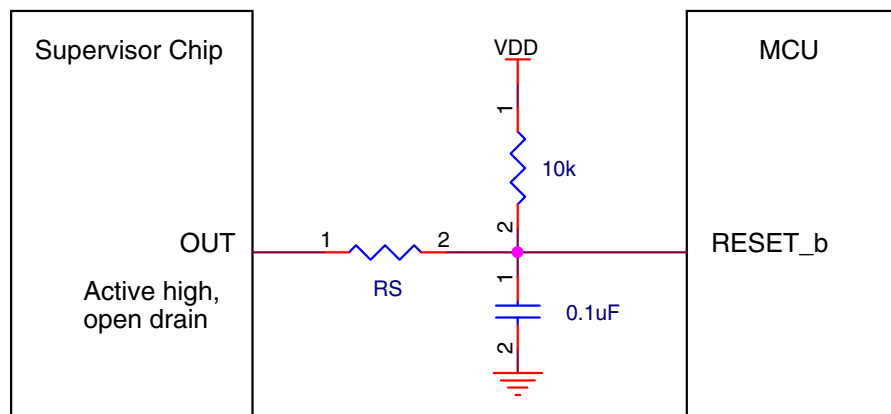 Supervisor Chip
VDD
MCU
1
10k
2
OUT
1
2
RESET_b
Active high,
open drain
RS
1
0.1uF
2